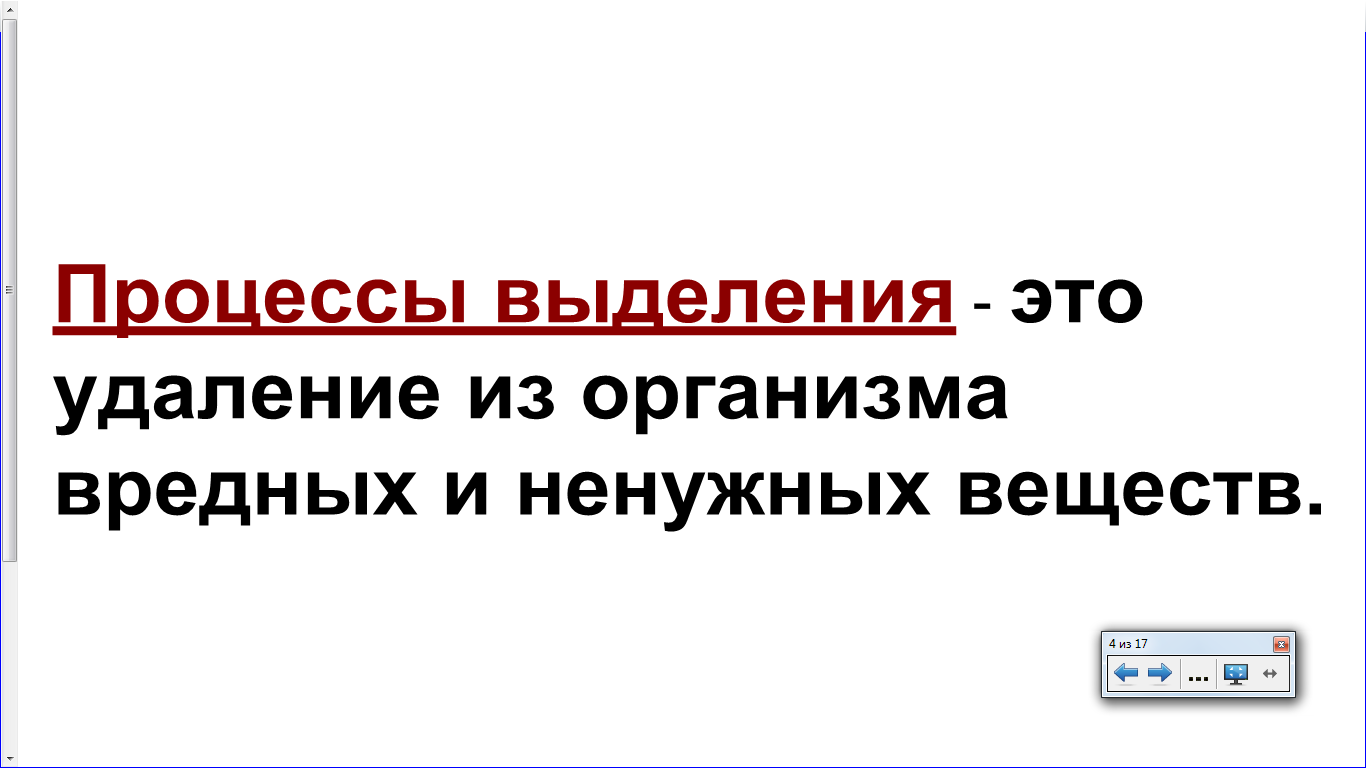 Процессы выделения - это
удаление из организма
вредных и ненужных веществ.
4 из 17
...